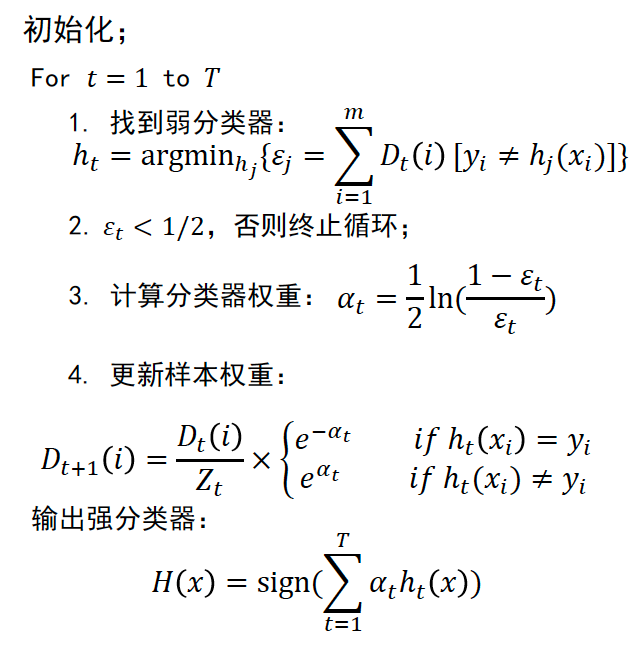 初始化;
For t = 1 to T
1. 找到弱分类器:
h_t = argmin_{h_j}{ε_j = ∑_{i=1}^{m} D_t(i) [y_i ≠ h_j(x_i)]}
2. ε_t < 1/2, 否则终止循环;
3. 计算分类器权重: α_t = \frac{1}{2} ln(\frac{1 − ε_t}{ε_t})
4. 更新样本权重:
D_{t+1}(i) = \frac{D_t(i)}{Z_t} × { e^{−α_t} if h_t(x_i) = y_i
e^{α_t} if h_t(x_i) ≠ y_i
输出强分类器:
H(x) = sign(∑_{t=1}^{T} α_t h_t(x))